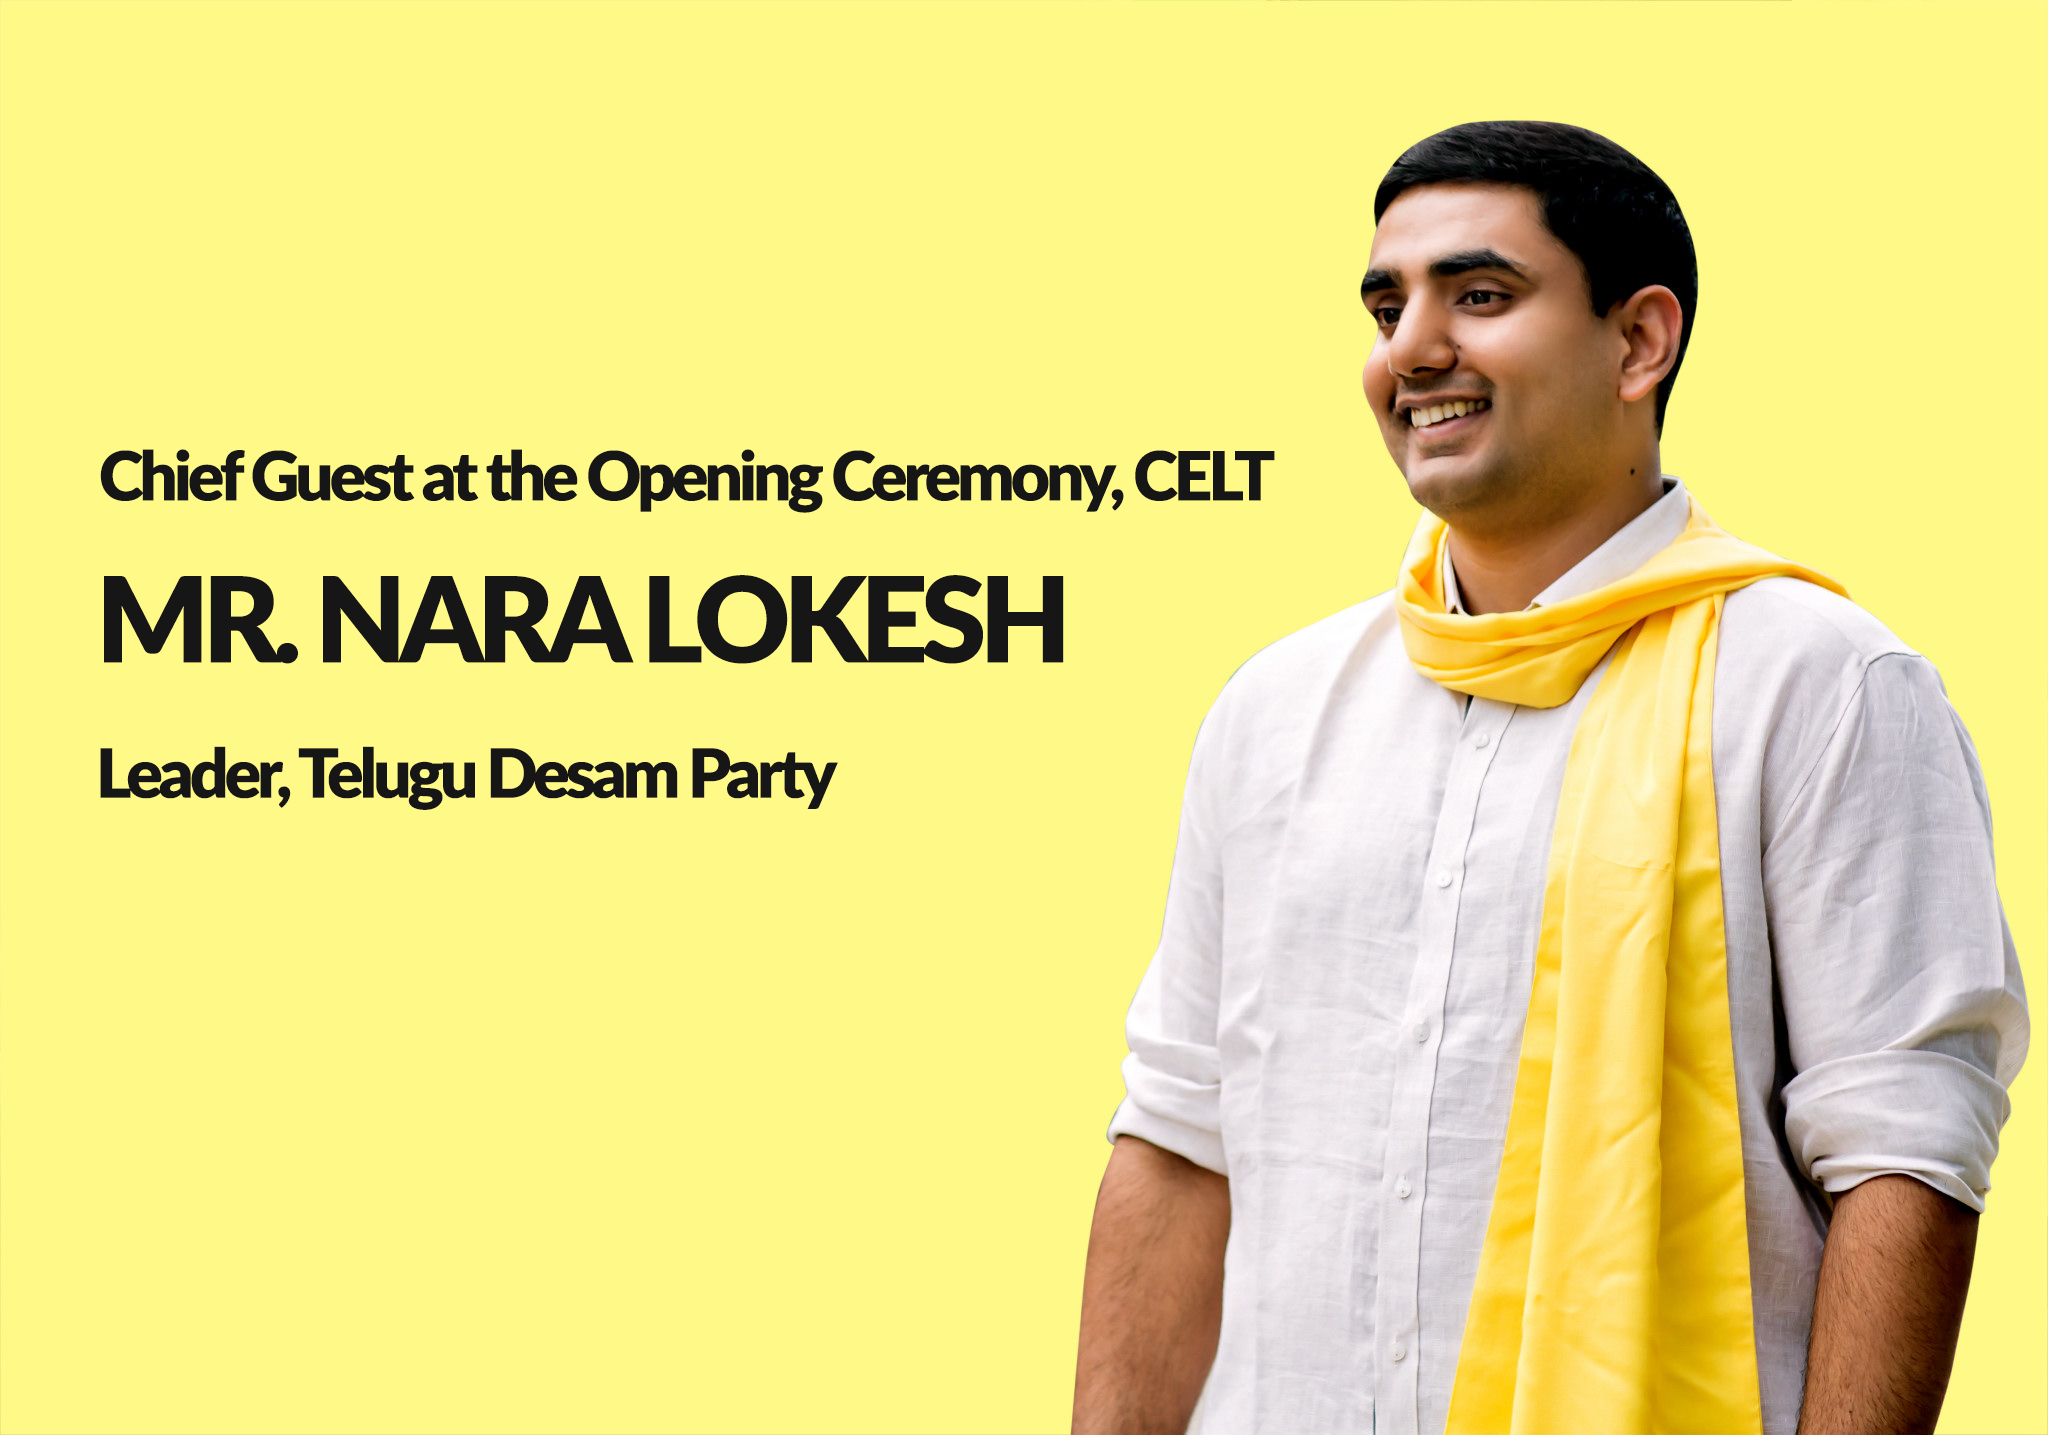 Chief Guest at the Opening Ceremony, CELT
MR. NARA LOKESH
Leader, Telugu Desam Party